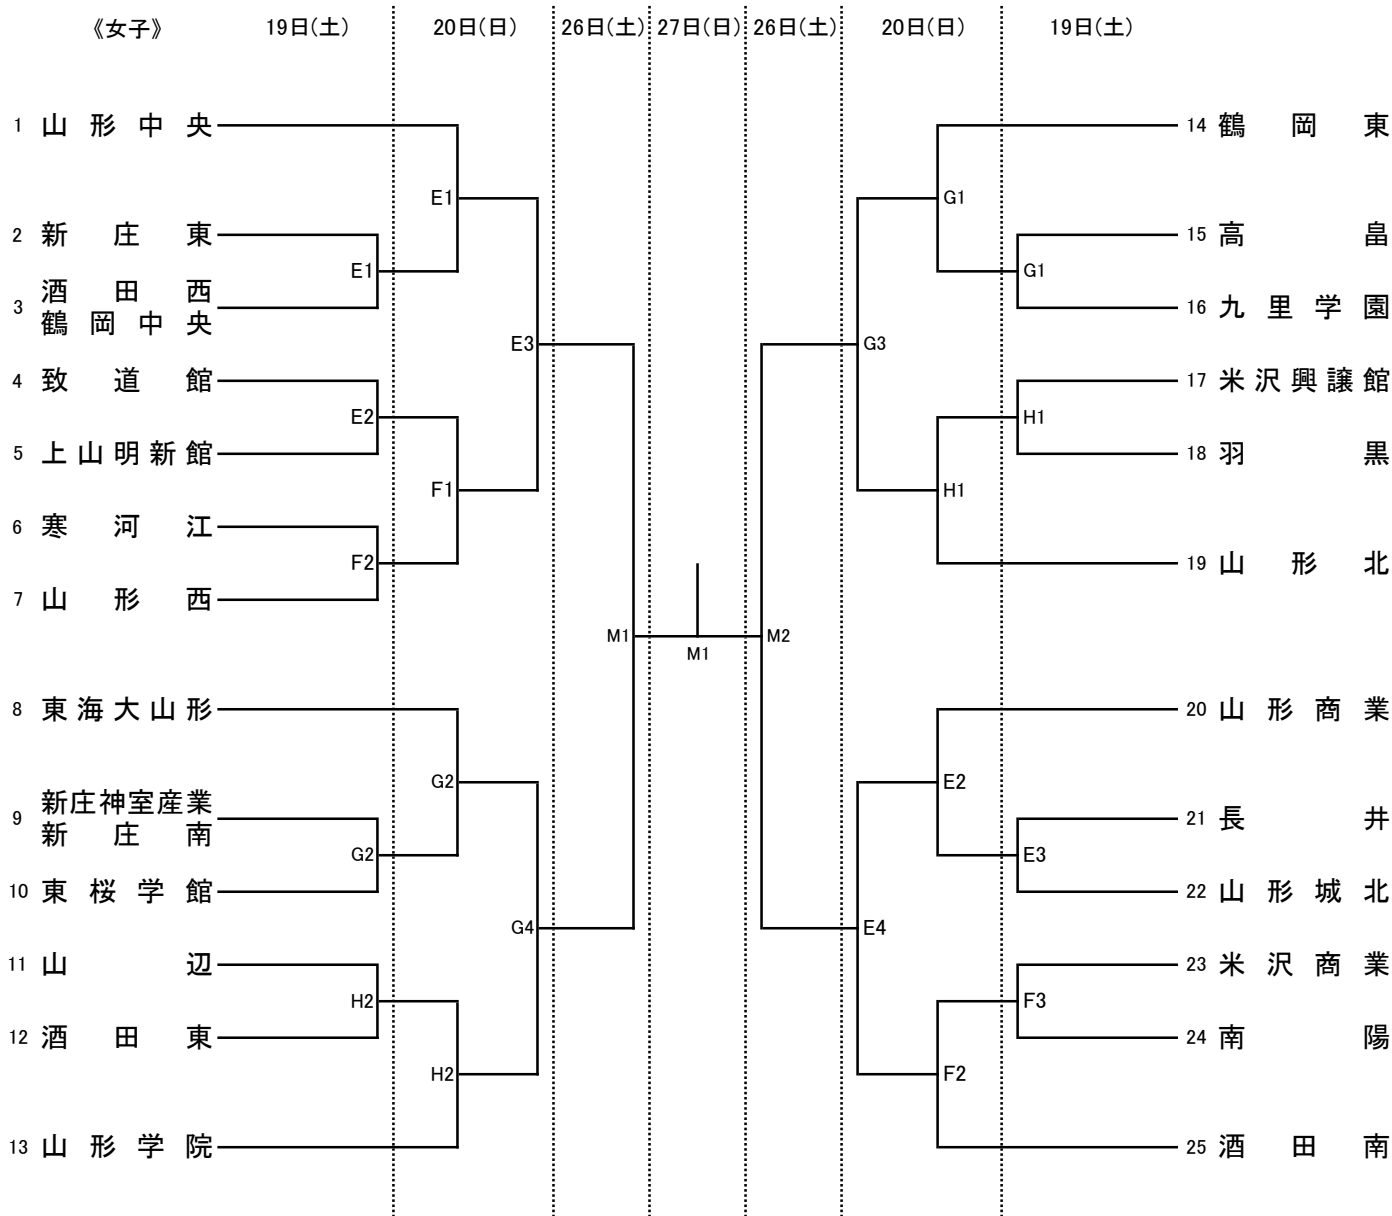 《女子》 19日(土) 20日(日) 26日(土) 27日(日) 26日(土) 20日(日) 19日(土)
1 山形中央
E1
2 新庄東
E1
3 酒田西
鶴岡中央
E3
4 致道館
E2
5 上山明新館
F1
6 寒河江
F2
7 山形西
M1
M1
8 東海大山形
G2
9 新庄神室産業
新庄南
G2
10 東桜学館
G4
11 山辺
H2
12 酒田東
H2
13 山形学院
14 鶴岡東
G1
15 高畠
G1
16 九里学園
G3
17 米沢興譲館
H1
18 羽黒
H1
19 山形北
M2
20 山形商業
E2
21 長井
E3
22 山形城北
E4
23 米沢商業
F3
24 南陽
F2
25 酒田南